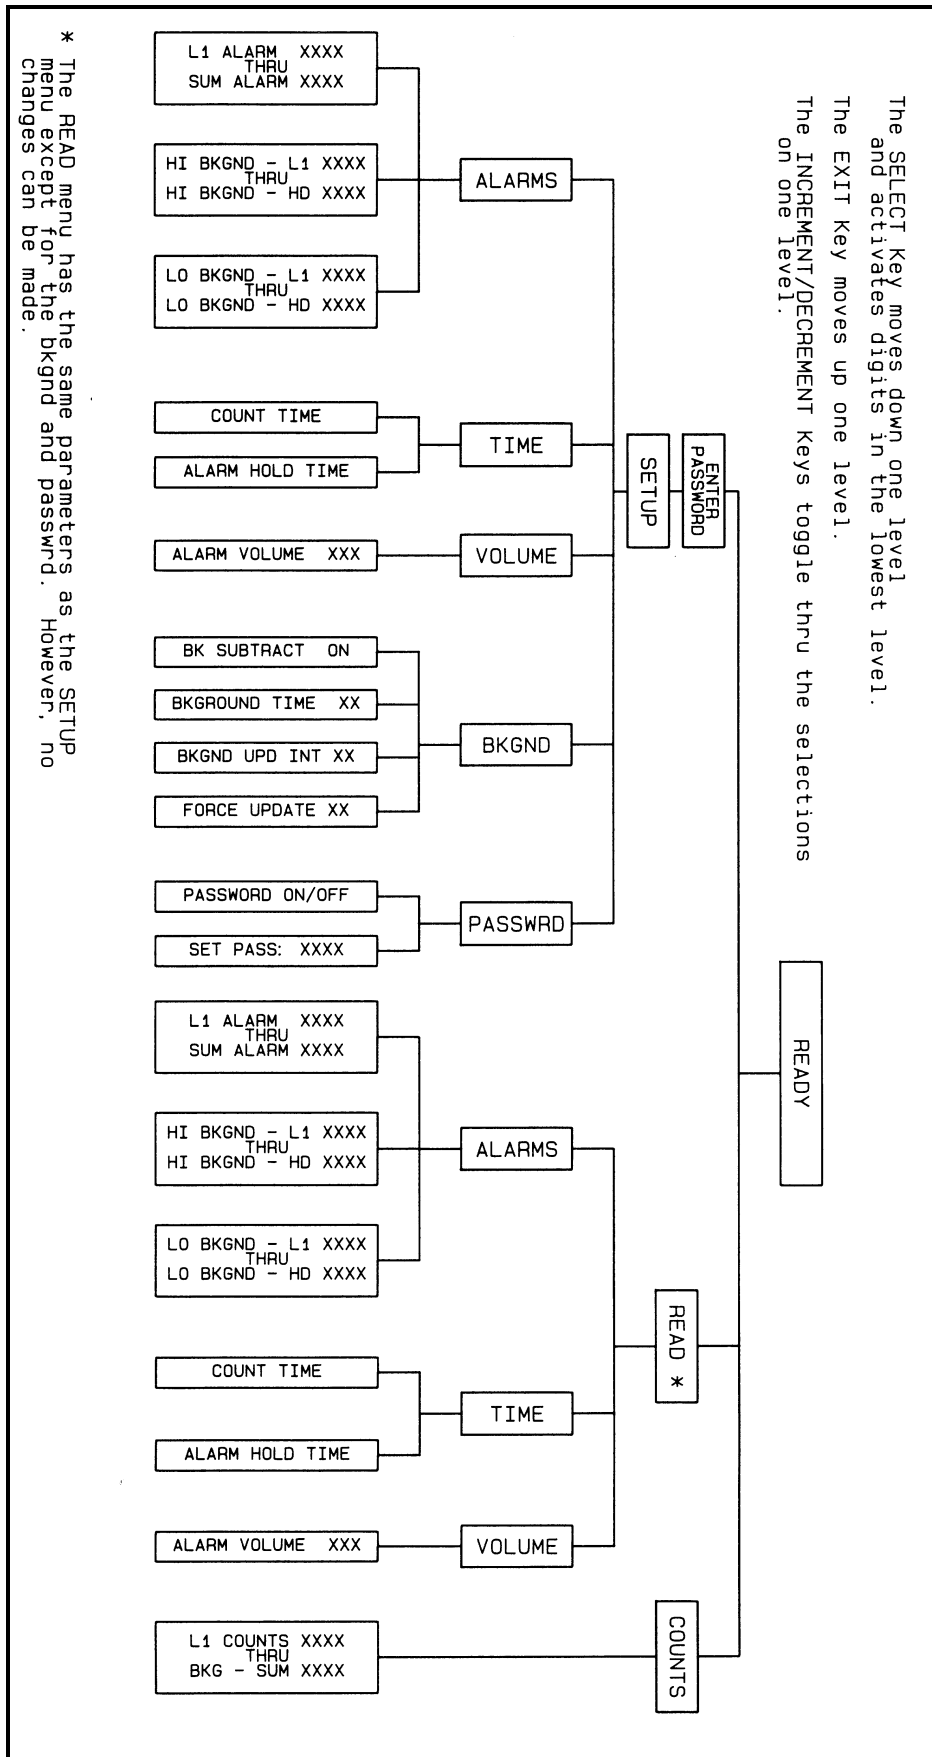 The SELECT Key moves down one level
and activates digits in the lowest level.
The EXIT Key moves up one level.
The INCREMENT/DECREMENT Keys toggle thru the selections
on one level.
READY
ENTER
PASSWORD
SETUP
ALARMS
L1 ALARM XXXX
THRU
SUM ALARM XXXX
HI BKGND - L1 XXXX
THRU
HI BKGND - HD XXXX
LO BKGND - L1 XXXX
THRU
LO BKGND - HD XXXX
TIME
COUNT TIME
ALARM HOLD TIME
VOLUME
ALARM VOLUME XXX
BKGND
BK SUBTRACT ON
BKGROUND TIME XX
BKGND UPD INT XX
FORCE UPDATE XX
PASSWRD
PASSWORD ON/OFF
SET PASS: XXXX
READ *
ALARMS
L1 ALARM XXXX
THRU
SUM ALARM XXXX
HI BKGND - L1 XXXX
THRU
HI BKGND - HD XXXX
LO BKGND - L1 XXXX
THRU
LO BKGND - HD XXXX
TIME
COUNT TIME
ALARM HOLD TIME
VOLUME
ALARM VOLUME XXX
COUNTS
L1 COUNTS XXXX
THRU
BKG - SUM XXXX
* The READ menu has the same parameters as the SETUP
menu except for the bkgnd and passwrd. However, no
changes can be made.